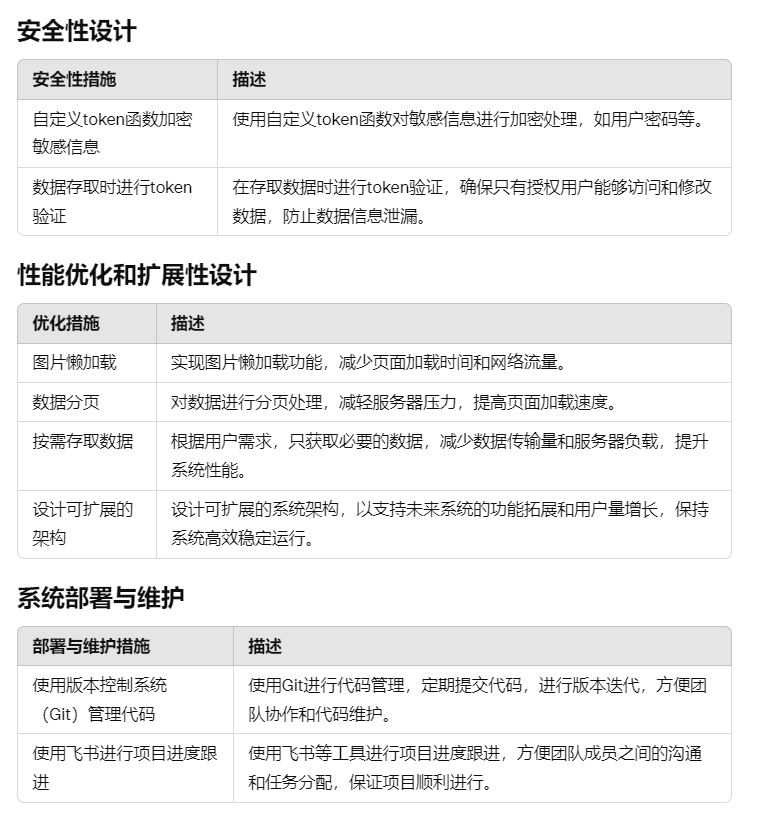 安全性设计
安全性措施
描述
自定义token函数加密
敏感信息
使用自定义token函数对敏感信息进行加密处理，如用户密码等。
数据存取时进行token
验证
在存取数据时进行token验证，确保只有授权用户能够访问和修改
数据，防止数据信息泄漏。
性能优化和扩展性设计
优化措施
描述
图片懒加载
实现图片懒加载功能，减少页面加载时间和网络流量。
数据分页
对数据进行分页处理，减轻服务器压力，提高页面加载速度。
按需存取数据
根据用户需求，只获取必要的数据，减少数据传输量和服务器负载，提升
系统性能。
设计可扩展的
架构
设计可扩展的系统架构，以支持未来系统的功能拓展和用户量增长，保持
系统高效稳定运行。
系统部署与维护
部署与维护措施
描述
使用版本控制系统
（Git）管理代码
使用Git进行代码管理，定期提交代码，进行版本迭代，方便团
队协作和代码维护。
使用飞书进行项目进度跟
进
使用飞书等工具进行项目进度跟进，方便团队成员之间的沟通
和任务分配，保证项目顺利进行。